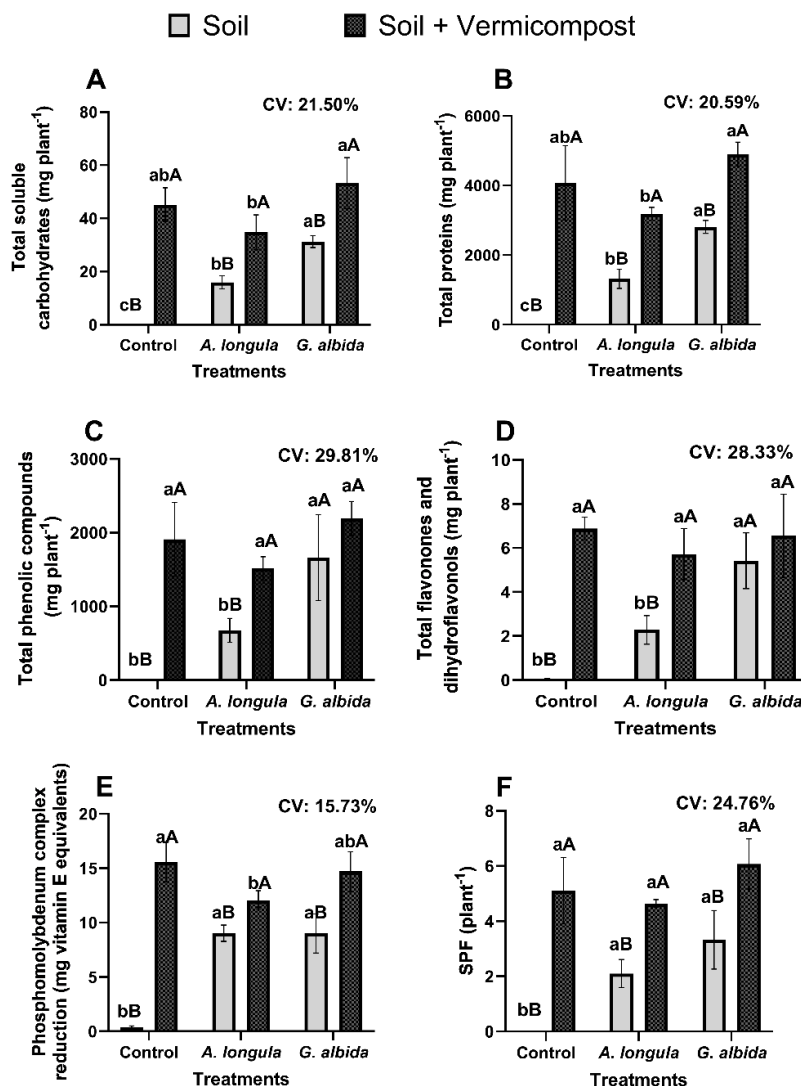 Soil Soil + Vermicompost
A
CV: 21.50%
Total soluble
carbohydrates (mg plant-1)
80
60
40
20
0
cB abA bB bA aB aA
Control A. longula G. albida
Treatments
B
CV: 20.59%
Total proteins (mg plant-1)
6000
4000
2000
0
cB abA bB bA aB aA
Control A. longula G. albida
Treatments
C
CV: 29.81%
Total phenolic compounds
(mg plant-1)
3000
2000
1000
0
bB aA bB aA aA aA
Control A. longula G. albida
Treatments
D
CV: 28.33%
Total flavonones and
dihydroflavonols (mg plant-1)
10
8
6
4
2
0
bB aA bB aA aA aA
Control A. longula G. albida
Treatments
E
CV: 15.73%
Phosphomolybdenum complex
reduction (mg vitamin E equivalents)
20
15
10
5
0
bB aA aB bA aB abA
Control A. longula G. albida
Treatments
F
CV: 24.76%
SPF (plant-1)
8
6
4
2
0
bB aA aB aA aB aA
Control A. longula G. albida
Treatments